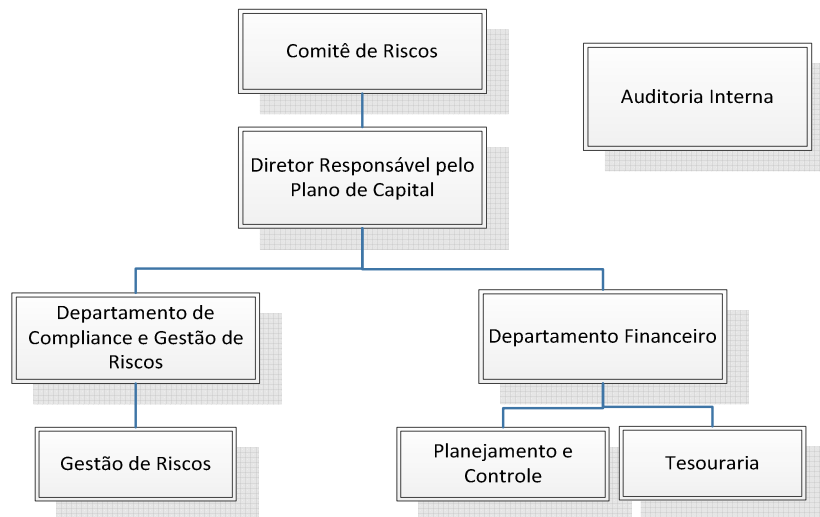 Comitê de Riscos
Auditoria Interna
Diretor Responsável pelo
Plano de Capital
Departamento de
Compliance e Gestão de
Riscos
Departamento Financeiro
Gestão de Riscos
Planejamento e
Controle
Tesouraria